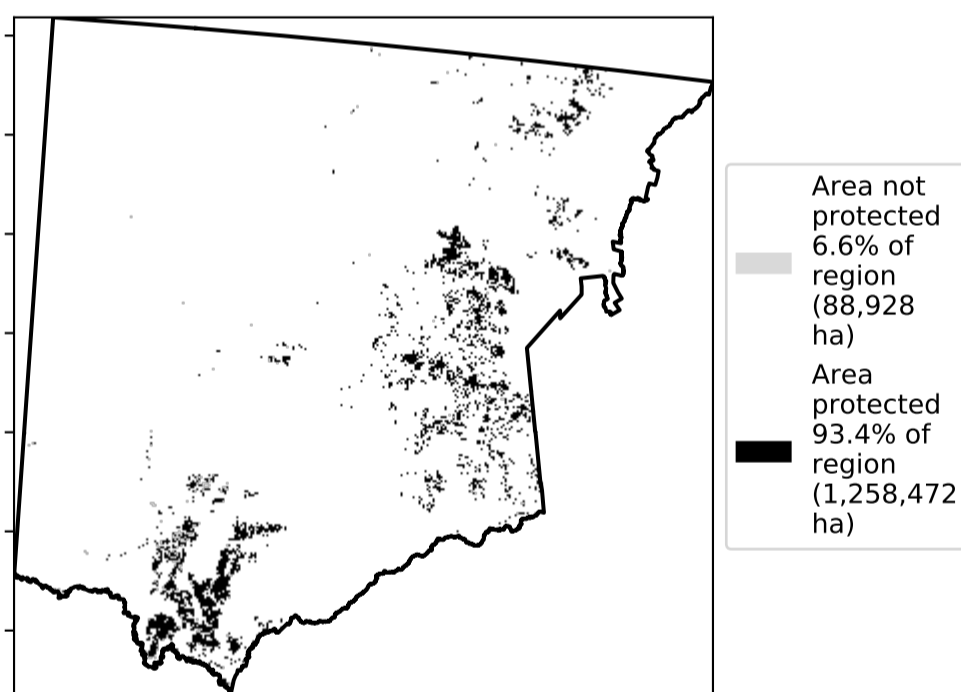 Area not
protected
6.6% of
region
(88,928
ha)
Area
protected
93.4% of
region
(1,258,472
ha)